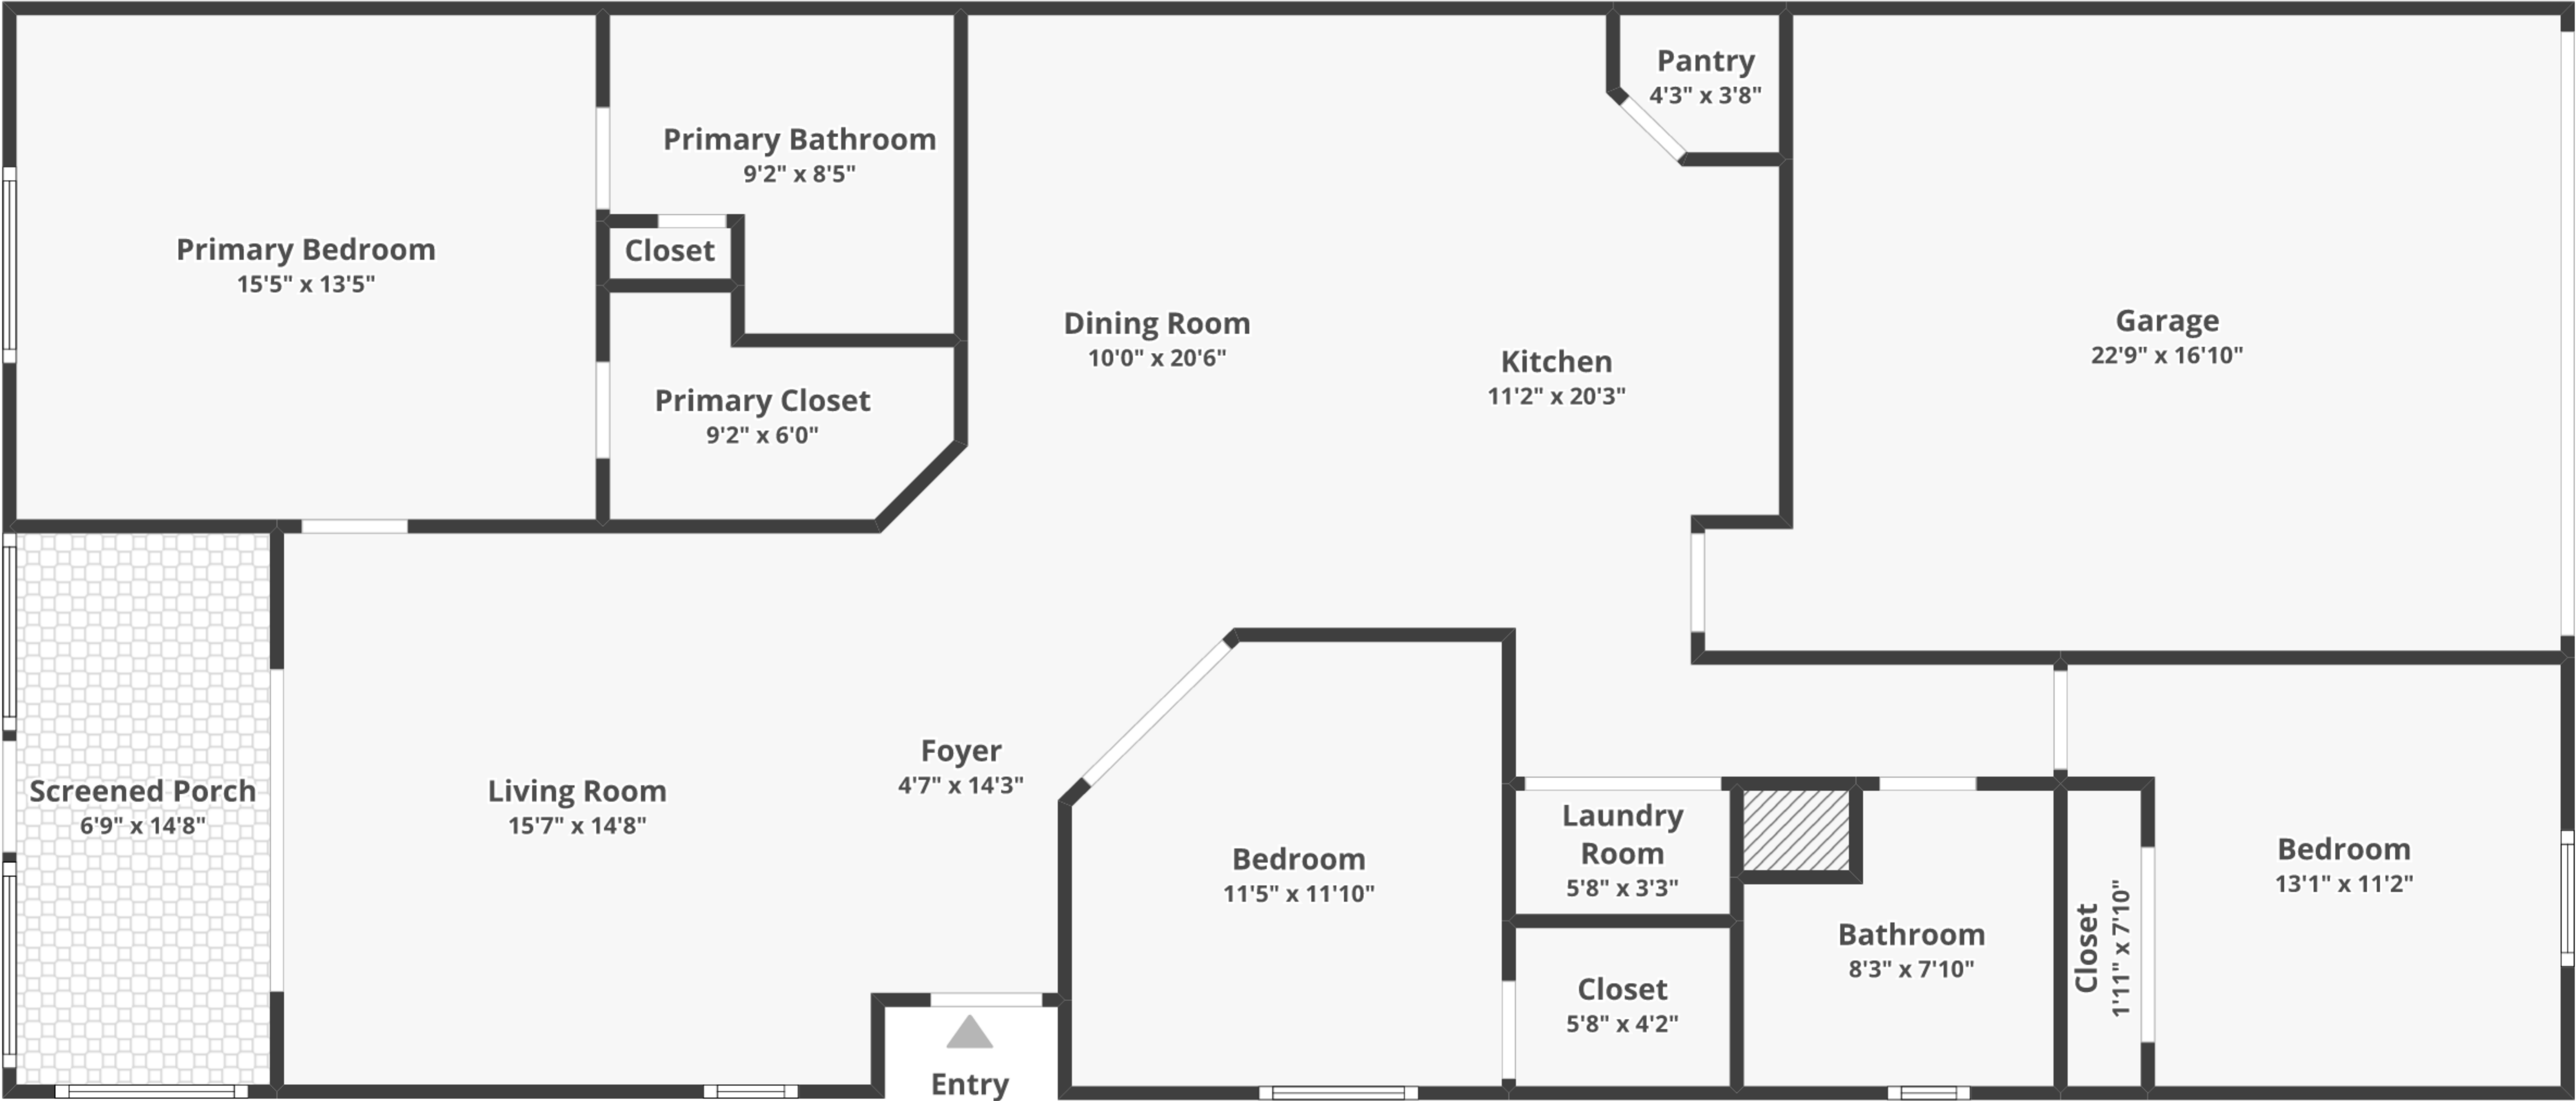 Primary Bedroom
15'5" x 13'5"
Primary Bathroom
9'2" x 8'5"
Closet
Primary Closet
9'2" x 6'0"
Dining Room
10'0" x 20'6"
Kitchen
11'2" x 20'3"
Pantry
4'3" x 3'8"
Garage
22'9" x 16'10"
Screened Porch
6'9" x 14'8"
Living Room
15'7" x 14'8"
Foyer
4'7" x 14'3"
Entry
Bedroom
11'5" x 11'10"
Laundry
Room
5'8" x 3'3"
Closet
5'8" x 4'2"
Bathroom
8'3" x 7'10"
Closet
1'11" x 7'10"
Bedroom
13'1" x 11'2"